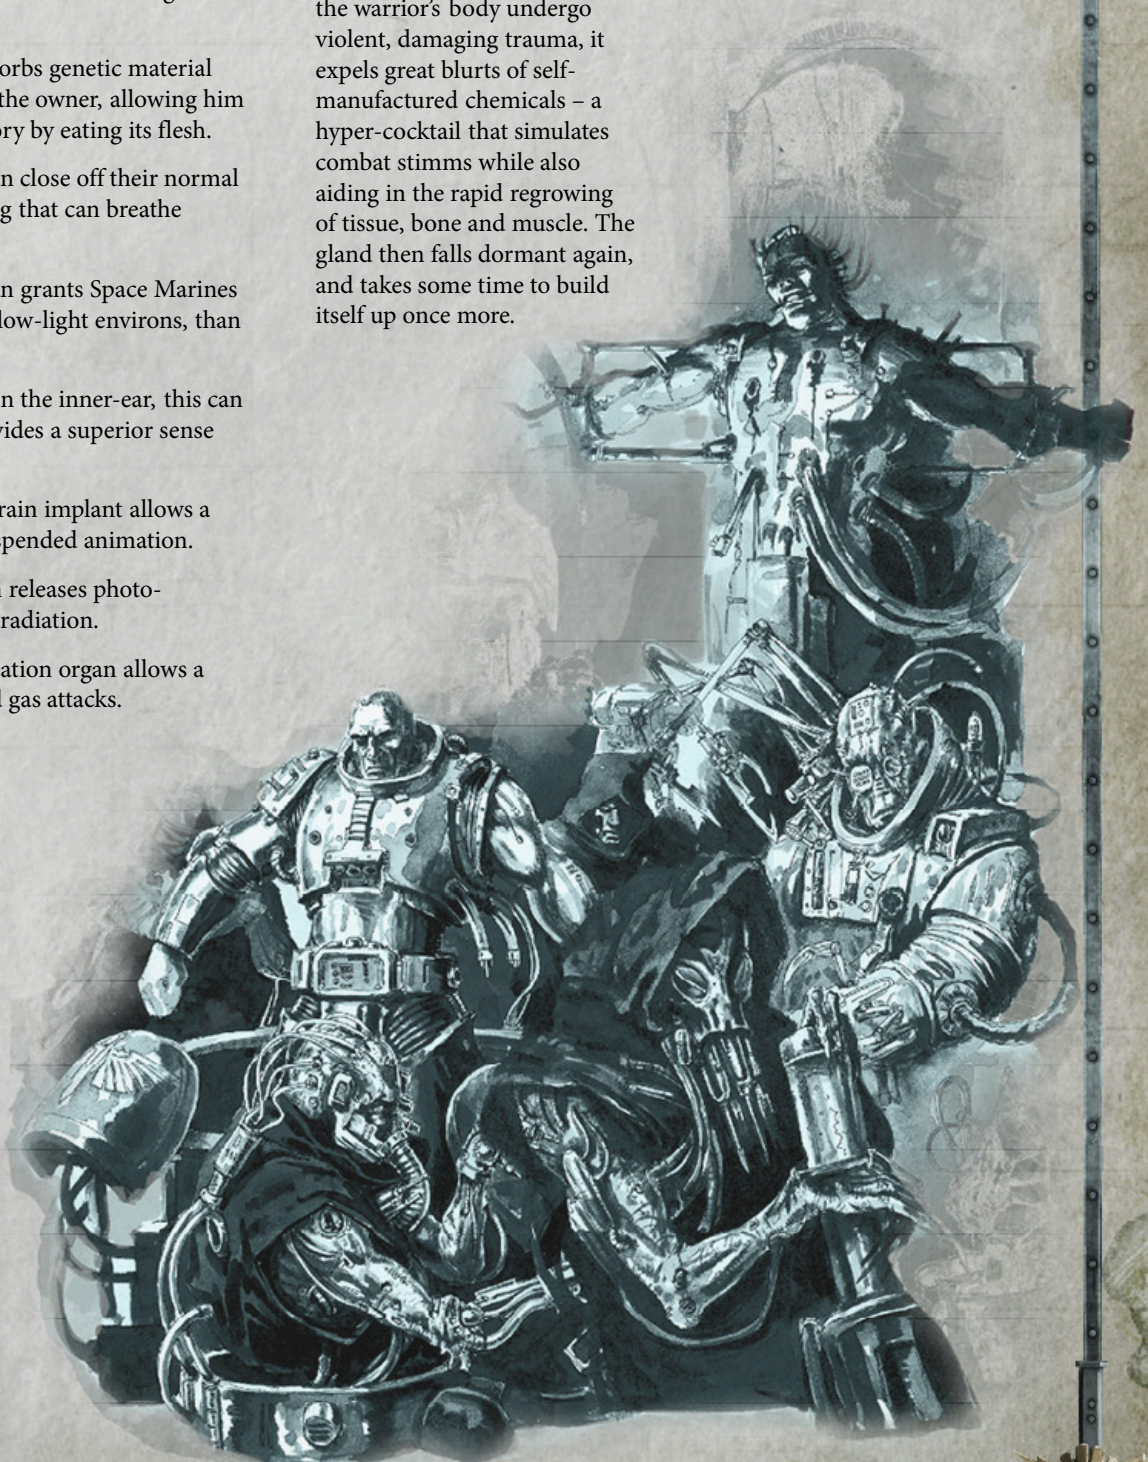 orbs genetic material
the owner, allowing him
ory by eating its flesh.
n close off their normal
g that can breathe
n grants Space Marines
low-light environs, than
n the inner-ear, this can
vides a superior sense
rain implant allows a
spended animation.
releases photo-
radiation.
ation organ allows a
gas attacks.
the warrior’s body undergo
violent, damaging trauma, it
expels great blurts of self-
manufactured chemicals – a
hyper-cocktail that simulates
combat stimms while also
aiding in the rapid regrowing
of tissue, bone and muscle. The
gland then falls dormant again,
and takes some time to build
itself up once more.